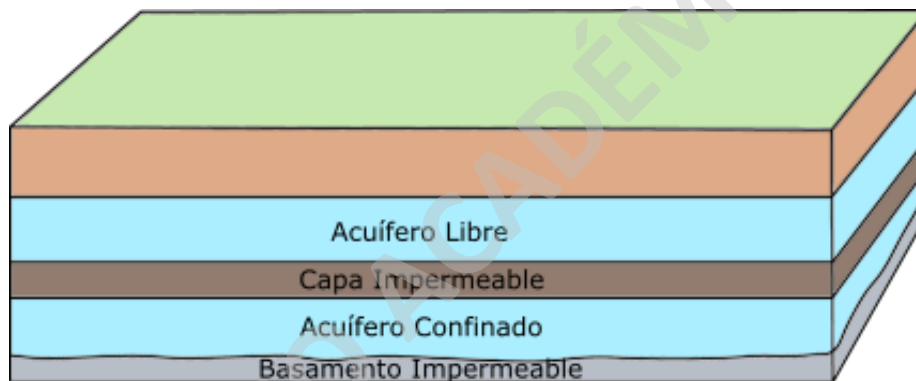 Acuífero Libre
Capa Impermeable
Acuífero Confinado
Basamento Impermeable